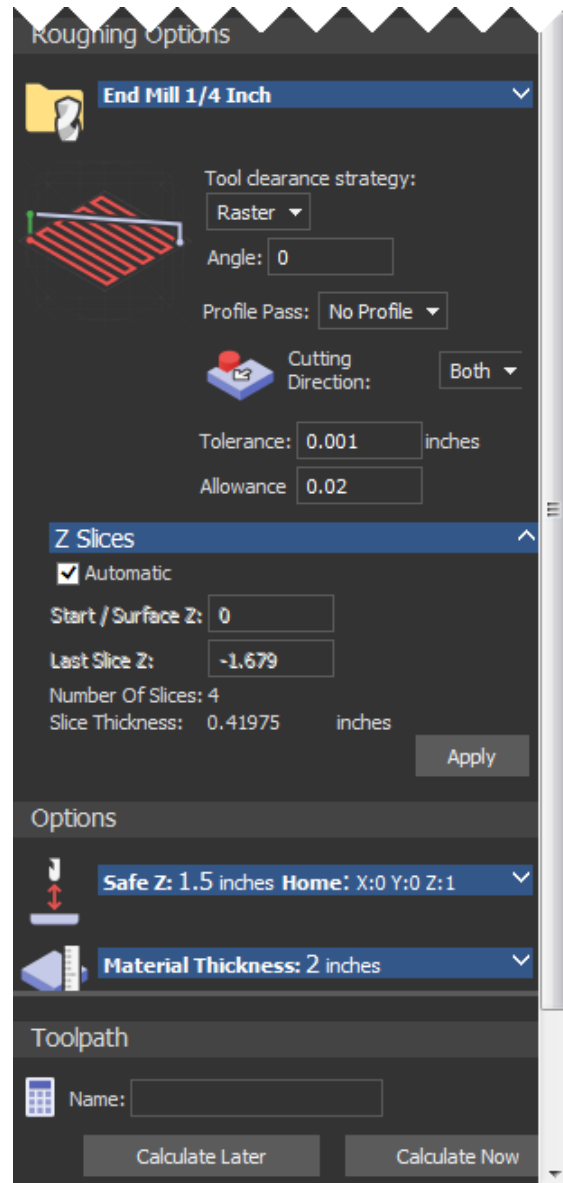 Roughing Options
End Mill 1/4 Inch
Tool clearance strategy:
Raster
Angle: 0
Profile Pass: No Profile
Cutting
Direction: Both
Tolerance: 0.001 inches
Allowance 0.02
Z Slices
Automatic
Start / Surface Z: 0
Last Slice Z: -1.679
Number Of Slices: 4
Slice Thickness: 0.41975 inches
Apply
Options
Safe Z: 1.5 inches Home: X:0 Y:0 Z:1
Material Thickness: 2 inches
Toolpath
Name:
Calculate Later Calculate Now